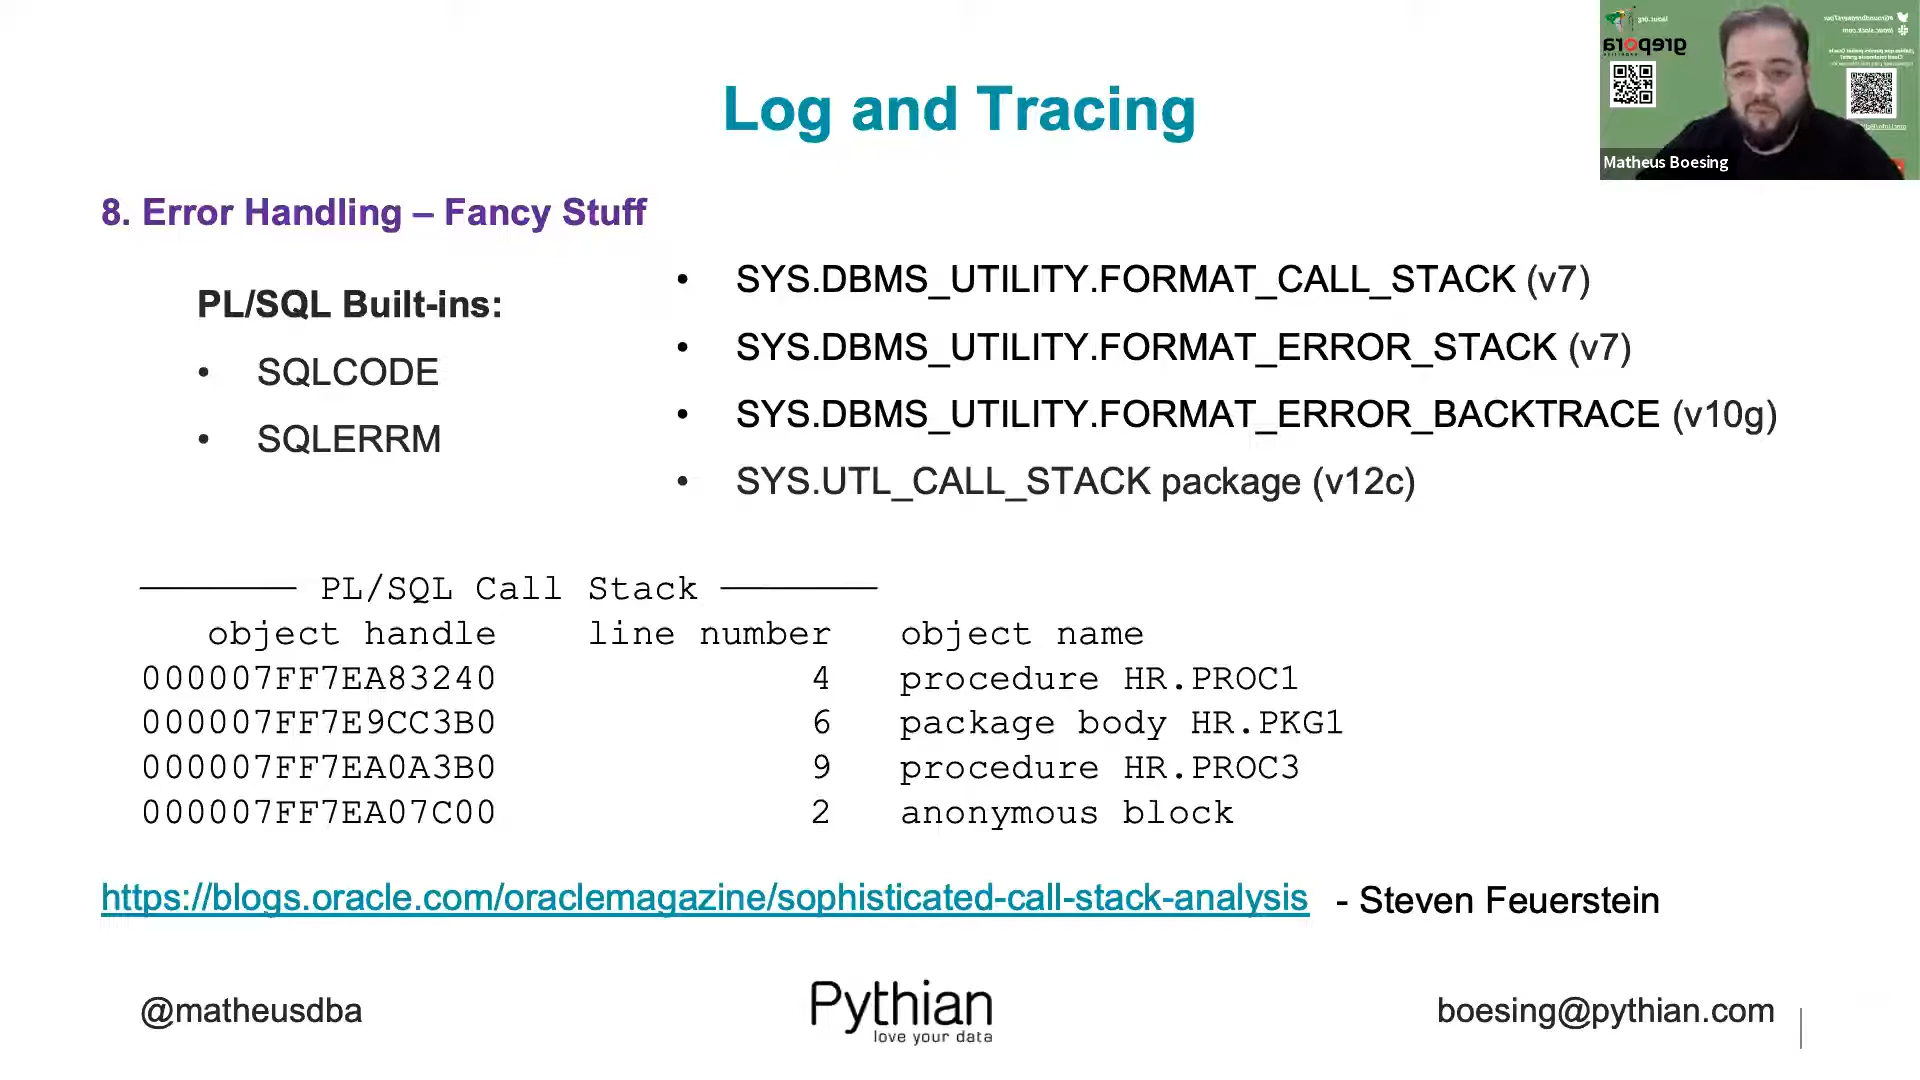 Log and Tracing
8. Error Handling – Fancy Stuff
PL/SQL Built-ins:
• SQLCODE
• SQLERRM
• SYS.DBMS_UTILITY.FORMAT_CALL_STACK (v7)
• SYS.DBMS_UTILITY.FORMAT_ERROR_STACK (v7)
• SYS.DBMS_UTILITY.FORMAT_ERROR_BACKTRACE (v10g)
• SYS.UTL_CALL_STACK package (v12c)
——————— PL/SQL Call Stack ———————
object handle line number object name
000007FF7EA83240 4 procedure HR.PROC1
000007FF7E9CC3B0 6 package body HR.PKG1
000007FF7EA0A3B0 9 procedure HR.PROC3
000007FF7EA07C00 2 anonymous block
https://blogs.oracle.com/oraclemagazine/sophisticated-call-stack-analysis - Steven Feuerstein
@matheusdba
Pythian
love your data
boesing@pythian.com
grepora
Matheus Boesing